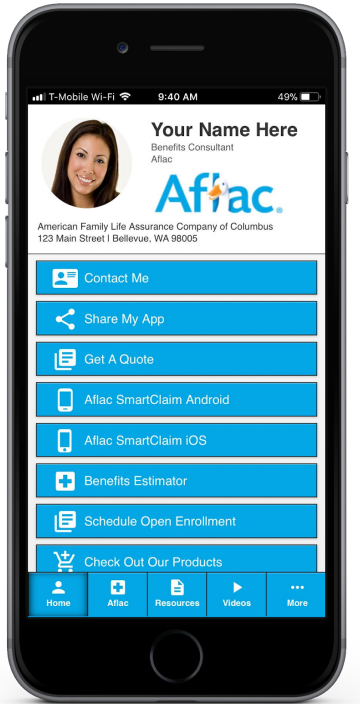 T-Mobile Wi-Fi 9:40 AM 49%
Your Name Here
Benefits Consultant
Aflac
Aflac.
American Family Life Assurance Company of Columbus
123 Main Street | Bellevue, WA 98005
Contact Me
Share My App
Get A Quote
Aflac SmartClaim Android
Aflac SmartClaim iOS
Benefits Estimator
Schedule Open Enrollment
Check Out Our Products
Home Aflac Resources Videos More